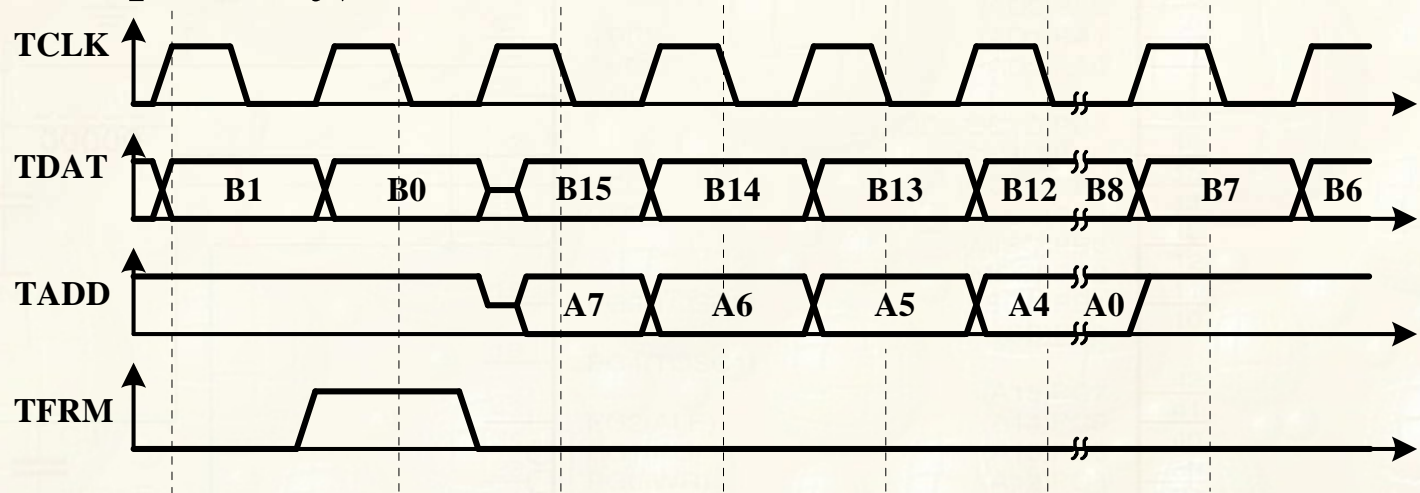 TCLK
TDAT B1 B0 B15 B14 B13 B12 B8 B7 B6
TADD A7 A6 A5 A4 A0
TFRM